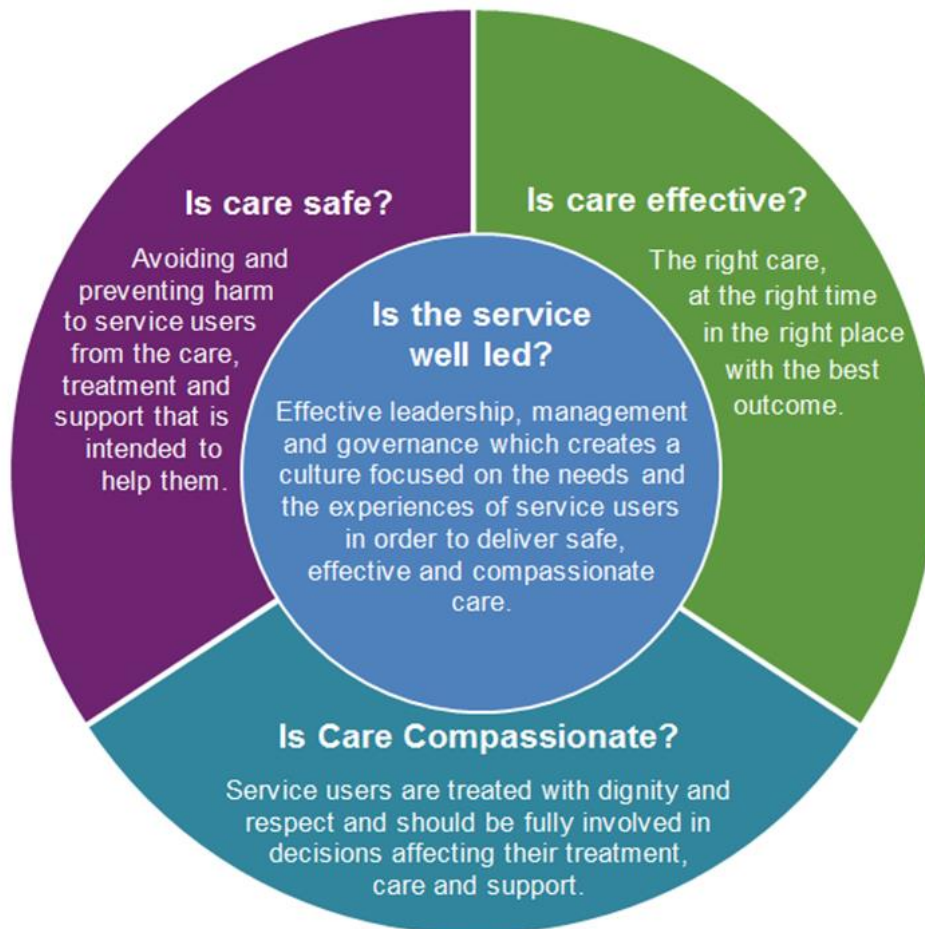 Is care safe?
Avoiding and
preventing harm
to service users
from the care,
treatment and
support that is
intended to
help them.
Is care effective?
The right care,
at the right time
in the right place
with the best
outcome.
Is the service
well led?
Effective leadership, management
and governance which creates a
culture focused on the needs and
the experiences of service users
in order to deliver safe,
effective and compassionate
care.
Is Care Compassionate?
Service users are treated with dignity and
respect and should be fully involved in
decisions affecting their treatment,
care and support.